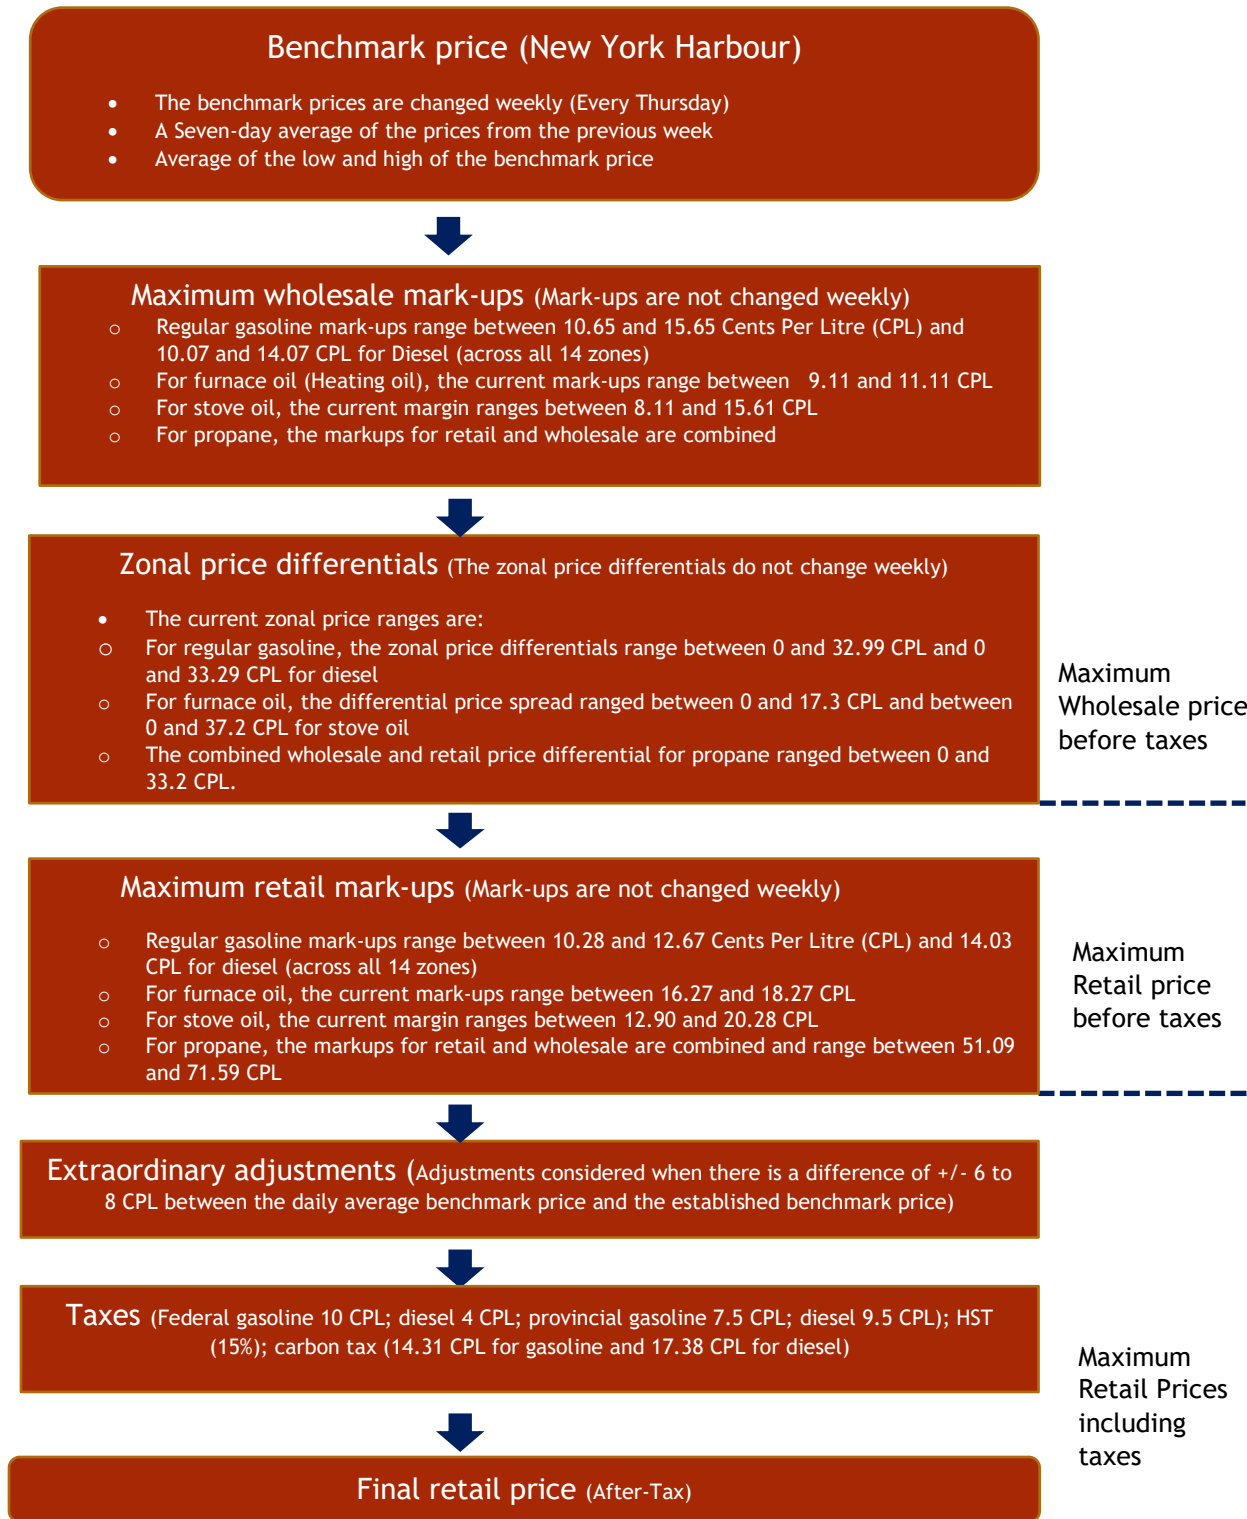 Benchmark price (New York Harbour)
• The benchmark prices are changed weekly (Every Thursday)
• A Seven-day average of the prices from the previous week
• Average of the low and high of the benchmark price
Maximum wholesale mark-ups (Mark-ups are not changed weekly)
o Regular gasoline mark-ups range between 10.65 and 15.65 Cents Per Litre (CPL) and
10.07 and 14.07 CPL for Diesel (across all 14 zones)
o For furnace oil (Heating oil), the current mark-ups range between 9.11 and 11.11 CPL
o For stove oil, the current margin ranges between 8.11 and 15.61 CPL
o For propane, the markups for retail and wholesale are combined
Zonal price differentials (The zonal price differentials do not change weekly)
• The current zonal price ranges are:
o For regular gasoline, the zonal price differentials range between 0 and 32.99 CPL and 0
and 33.29 CPL for diesel
o For furnace oil, the differential price spread ranged between 0 and 17.3 CPL and between
0 and 37.2 CPL for stove oil
o The combined wholesale and retail price differential for propane ranged between 0 and
33.2 CPL.
Maximum
Wholesale price
before taxes
Maximum retail mark-ups (Mark-ups are not changed weekly)
o Regular gasoline mark-ups range between 10.28 and 12.67 Cents Per Litre (CPL) and 14.03
CPL for diesel (across all 14 zones)
o For furnace oil, the current mark-ups range between 16.27 and 18.27 CPL
o For stove oil, the current margin ranges between 12.90 and 20.28 CPL
o For propane, the markups for retail and wholesale are combined and range between 51.09
and 71.59 CPL
Maximum
Retail price
before taxes
Extraordinary adjustments (Adjustments considered when there is a difference of +/- 6 to
8 CPL between the daily average benchmark price and the established benchmark price)
Taxes (Federal gasoline 10 CPL; diesel 4 CPL; provincial gasoline 7.5 CPL; diesel 9.5 CPL); HST
(15%); carbon tax (14.31 CPL for gasoline and 17.38 CPL for diesel)
Maximum
Retail Prices
including
taxes
Final retail price (After-Tax)